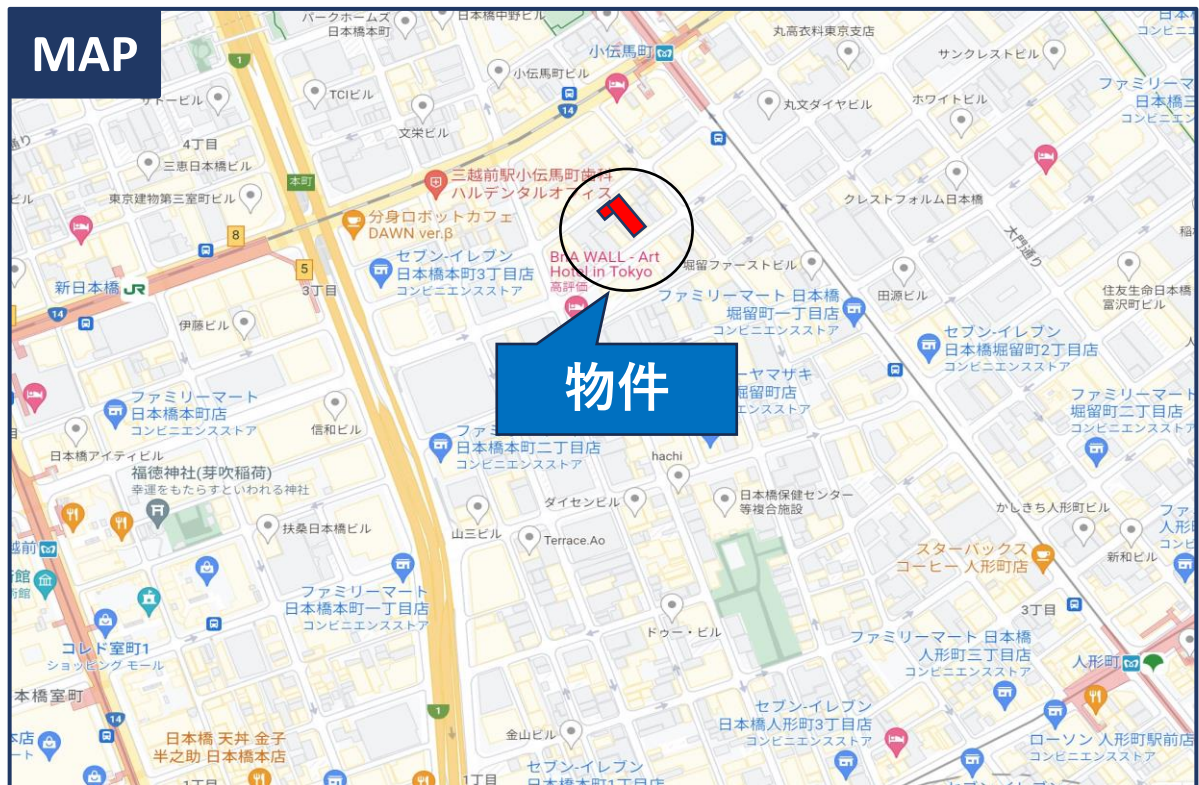 MAP
パークホームズ
日本橋本町
日本橋中野ビル
小伝馬町
丸高衣料東京支店
サンクレストビル
コンビニエ
1
小伝馬町ビル
TCIビル
文栄ビル
14
丸文ダイヤビル
ホワイトビル
ファミリーマ
日本橋三
コンビニエン
サトービル
4丁目
三恵日本橋ビル
本町
東京建物第三室町ビル
三越前駅小伝馬町歯科
ハルデンタルオフィス
クレストフォルム日本橋
大門通り
分身ロボットカフェ
DAWN ver.β
8
5
3丁目
新日本橋 JR
14
セブン-イレブン
日本橋本町3丁目店
コンビニエンスストア
BnA WALL - Art
Hotel in Tokyo
高評価
堀留ファーストビル
ファミリーマート 日本橋
堀留町一丁目店
コンビニエンスストア
田源ビル
住友生命日本橋
富沢町ビル
伊藤ビル
物件
セブン-イレブン
日本橋堀留町2丁目店
コンビニエンスストア
ヤマザキ
堀留町店
エンスストア
ファミリーマート
日本橋本町店
コンビニエンスストア
信和ビル
日本橋本町二丁目店
コンビニエンスストア
hachi
ファミリーマート
堀留町二丁目店
コンビニエンスストア
日本橋アイティビル
福徳神社(芽吹稲荷)
幸運をもたらすといわれる神社
扶桑日本橋ビル
山三ビル
ダイセンビル
Terrace.Ao
日本橋保健センター
等複合施設
かしきち人形町ビル
新和ビル
スターバックス
コーヒー 人形町店
ファミリーマート
日本橋本町一丁目店
コンビニエンスストア
コレド室町1
ショッピング モール
ドゥー・ビル
3丁目
ファミリーマート 日本橋
人形町三丁目店
コンビニエンスストア
人形町
本橋室町
14
1
日本橋 天丼 金子
半之助 日本橋本店
金山ビル
セブン-イレブン
日本橋人形町3丁目店
コンビニエンスストア
ローソン 人形町駅前店
コンビニエンスストア
1丁目
1丁目
セブン-イレブン
日本橋本町1丁目店